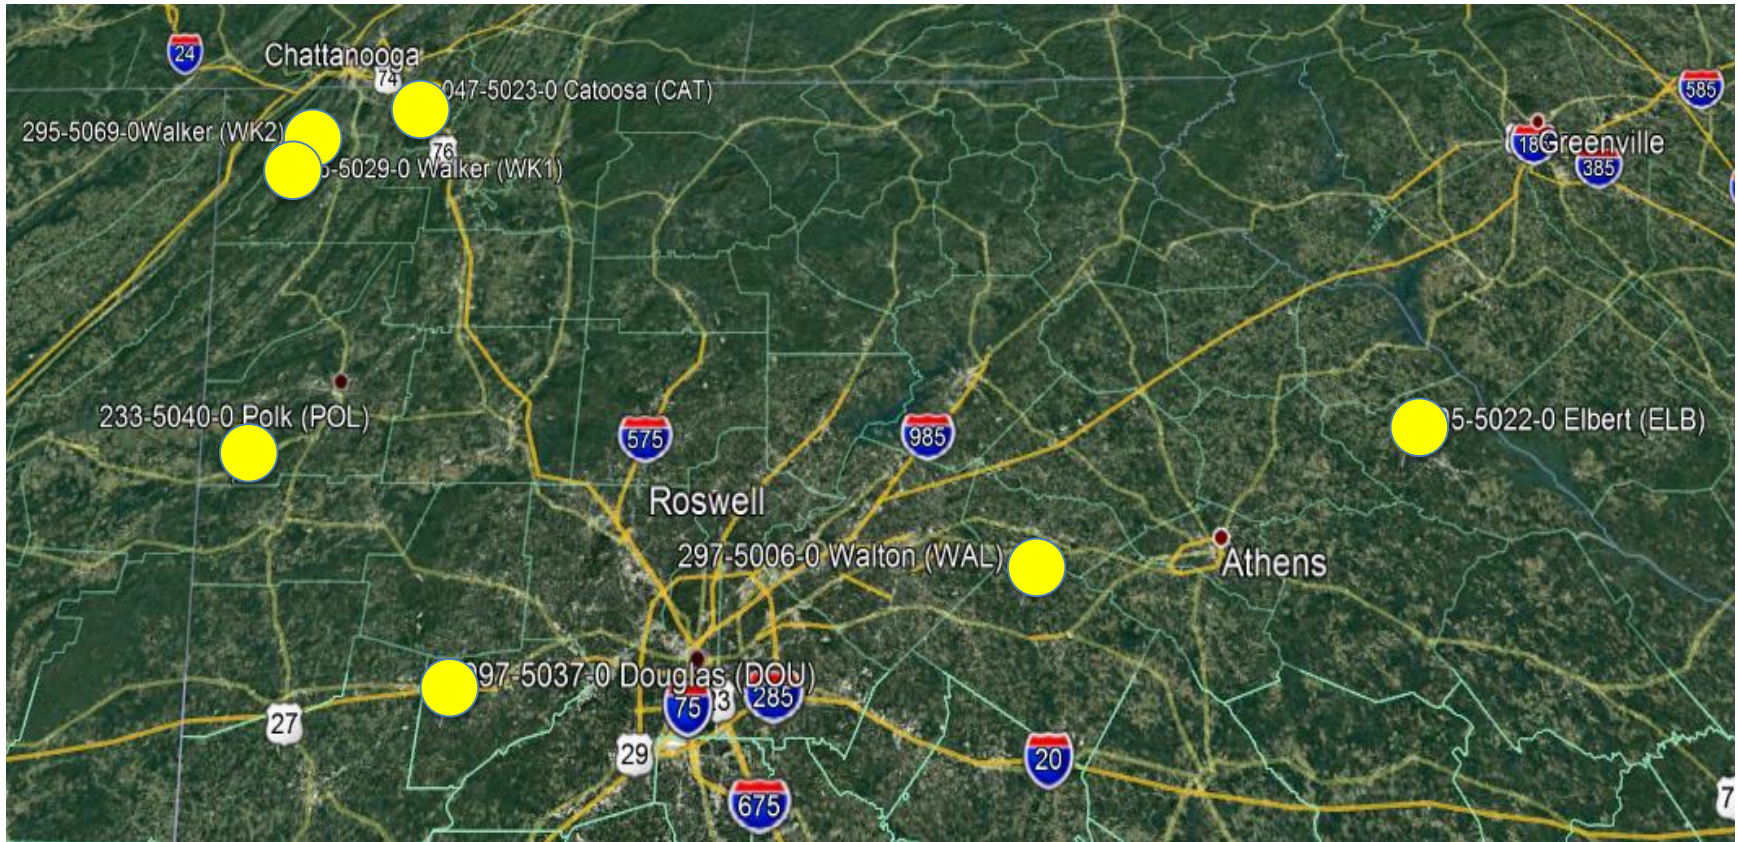 24
Chattanooga
74
047-5023-0 Catoosa (CAT)
585
295-5069-0Walker (WK2)
76
5-5029-0 Walker (WK1)
Greenville
385
233-5040-0 Polk (POL)
575
985
5-5022-0 Elbert (ELB)
Roswell
297-5006-0 Walton (WAL)
Athens
097-5037-0 Douglas (DOU)
75
285
27
29
20
675